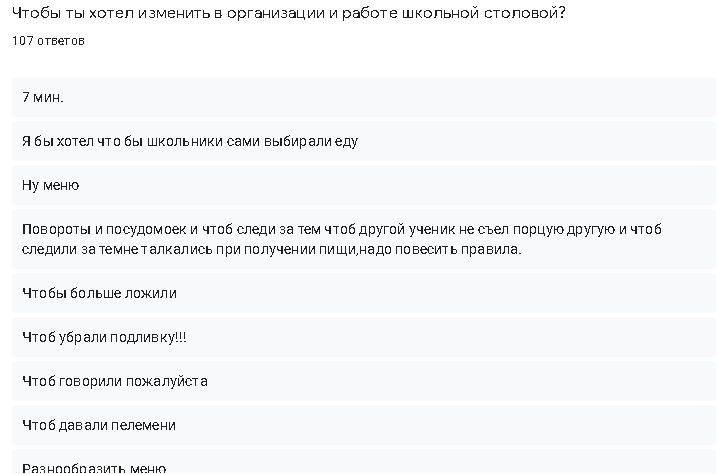 Чтобы ты хотел изменить в организации и работе школьной столовой?
107 ответов
7 мин.
Я бы хотел что бы школьники сами выбирали еду
Ну меню
Повороты и посудомоек и чтоб следи за тем чтоб другой ученик не съел порцую другую и чтоб
следили за темне талкались при получении пищи,надо повесить правила.
Чтобы больше ложили
Чтоб убрали подливку!!!
Чтоб говорили пожалуйста
Чтоб давали пелемени
Разнообразить меню